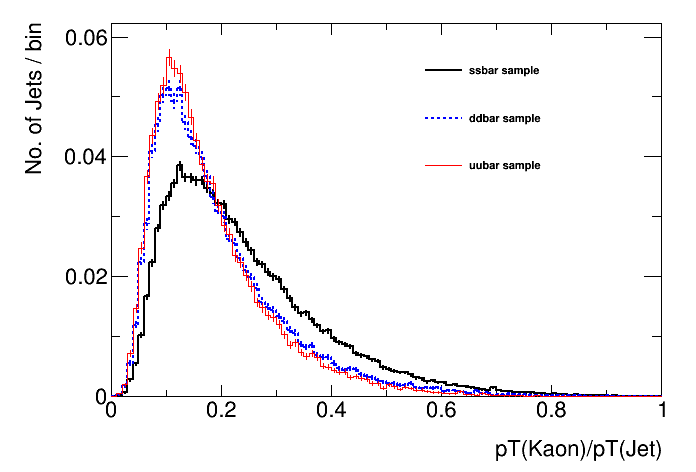 No. of Jets / bin
0.06
0.04
0.02
0
ssbar sample
ddbar sample
uubar sample
0 0.2 0.4 0.6 0.8 1
pT(Kaon)/pT(Jet)